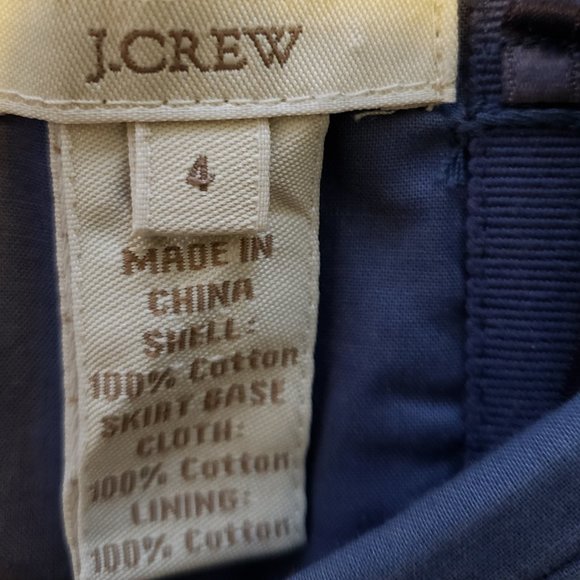 J.CREW
4
MADE IN
CHINA
SHELL:
100% Cotton
SKIRT BASE
CLOTH:
100% Cotton
LINING:
100% Cotton